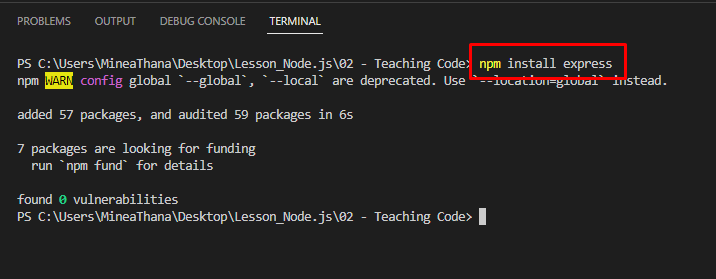 PROBLEMS OUTPUT DEBUG CONSOLE TERMINAL
PS C:\Users\MineaThana\Desktop\Lesson_Node.js\02 - Teaching Code> npm install express
npm WARN config global `--global`, `--local` are deprecated. Use `--location=global` instead.
added 57 packages, and audited 59 packages in 6s
7 packages are looking for funding
run `npm fund` for details
found 0 vulnerabilities
PS C:\Users\MineaThana\Desktop\Lesson_Node.js\02 - Teaching Code>